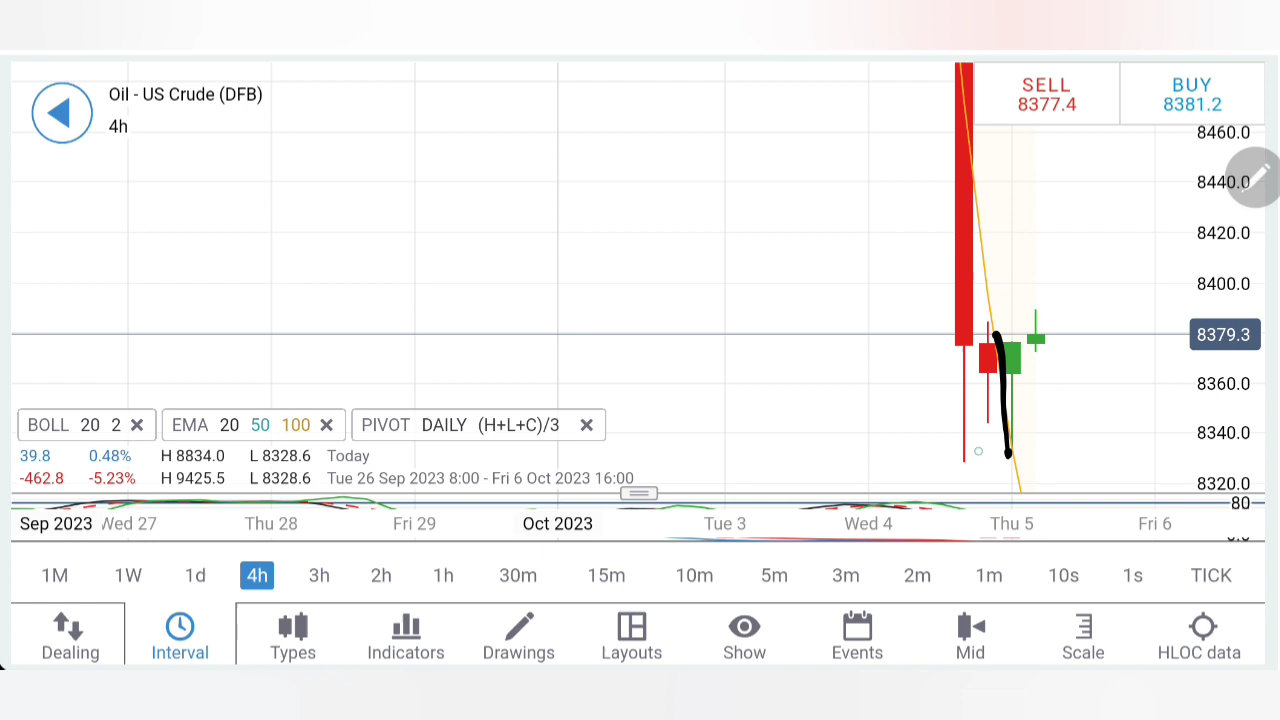 Oil - US Crude (DFB)
4h
SELL
8377.4
BUY
8381.2
8460.0
8440.0
8420.0
8400.0
8379.3
8360.0
8340.0
8320.0
BOLL 20 2 EMA 20 50 100 PIVOT DAILY (H+L+C)/3
39.8 0.48% H 8834.0 L 8328.6 Today
-462.8 -5.23% H 9425.5 L 8328.6 Tue 26 Sep 2023 8:00 - Fri 6 Oct 2023 16:00
80
Sep 2023 Wed 27 Thu 28 Fri 29 Oct 2023 Tue 3 Wed 4 Thu 5 Fri 6
1M 1W 1d 4h 3h 2h 1h 30m 15m 10m 5m 3m 2m 1m 10s 1s TICK
Dealing Interval Types Indicators Drawings Layouts Show Events Mid Scale HLOC data